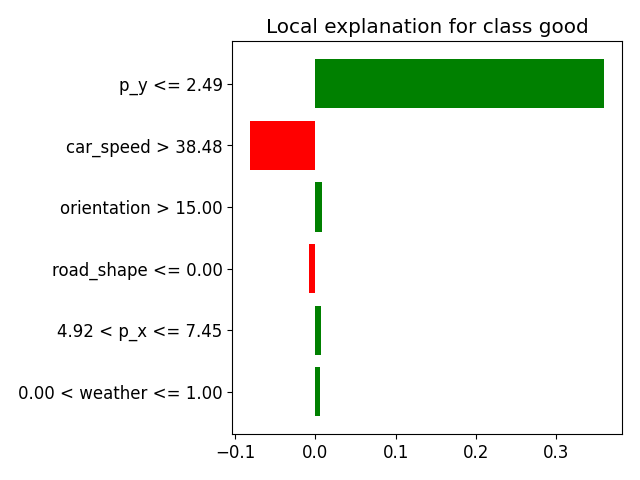 Local explanation for class good
p_y <= 2.49
car_speed > 38.48
orientation > 15.00
road_shape <= 0.00
4.92 < p_x <= 7.45
0.00 < weather <= 1.00
−0.1 0.0 0.1 0.2 0.3